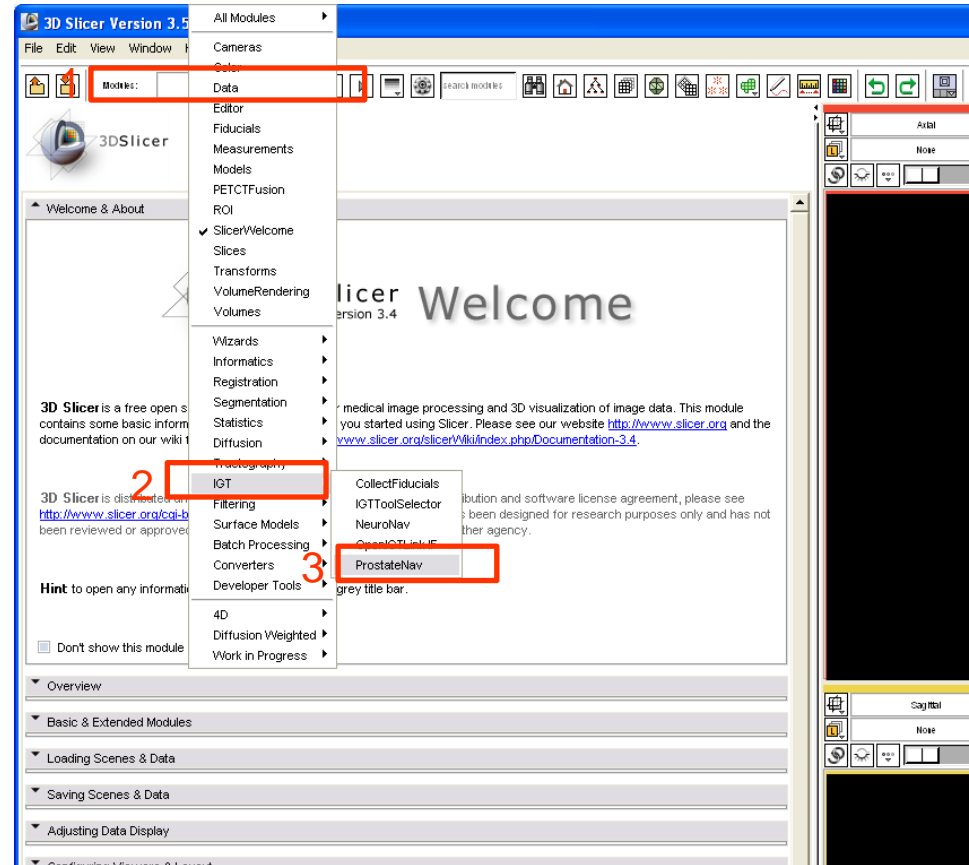 3D Slicer Version 3.5
File Edit View Window H
1
Modules:
search modules
3DSlicer
All Modules
Cameras
Color
Data
Editor
Fiducials
Measurements
Models
PETCTFusion
ROI
SlicerWelcome
Slices
Transforms
VolumeRendering
Volumes
Wizards
Informatics
Registration
Segmentation
Statistics
Diffusion
Tractography
2
IGT
Filtering
Surface Models
Batch Processing
Converters
Developer Tools
4D
Diffusion Weighted
Work in Progress
CollectFiducials
IGTToolSelector
NeuroNav
OpenIGTLink IF
3
ProstateNav
Welcome & About
licer Welcome
ersion 3.4
3D Slicer is a free open s medical image processing and 3D visualization of image data. This module
contains some basic inform you started using Slicer. Please see our website http://www.slicer.org and the
documentation on our wiki www.slicer.org/slicerWiki/index.php/Documentation-3.4.
3D Slicer is distributed un ibution and software license agreement, please see
http://www.slicer.org/cgi-b been designed for research purposes only and has not
been reviewed or approved ther agency.
Hint to open any informati grey title bar.
Don't show this module
Overview
Basic & Extended Modules
Loading Scenes & Data
Saving Scenes & Data
Adjusting Data Display
Configuring Viewers & Layout
Axial
None
Sagittal
None